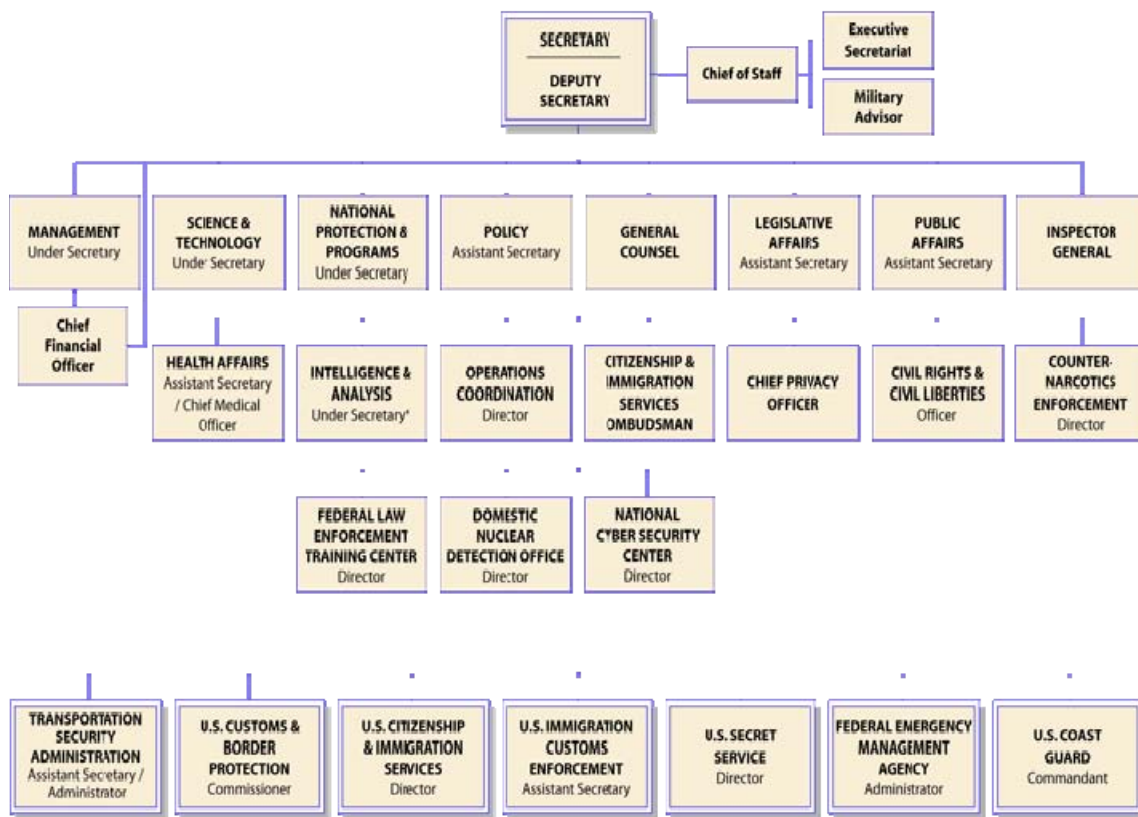 SECRETARY
DEPUTY
SECRETARY
Chief of Staff
Executive
Secretariat
Military
Advisor
MANAGEMENT
Under Secretary
SCIENCE &
TECHNOLOGY
Under Secretary
NATIONAL
PROTECTION &
PROGRAMS
Under Secretary
POLICY
Assistant Secretary
GENERAL
COUNSEL
LEGISLATIVE
AFFAIRS
Assistant Secretary
PUBLIC
AFFAIRS
Assistant Secretary
INSPECTOR
GENERAL
Chief
Financial
Officer
HEALTH AFFAIRS
Assistant Secretary
/ Chief Medical
Officer
INTELLIGENCE &
ANALYSIS
Under Secretary*
OPERATIONS
COORDINATION
Director
CITIZENSHIP &
IMMIGRATION
SERVICES
OMBUDSMAN
CHIEF PRIVACY
OFFICER
CIVIL RIGHTS &
CIVIL LIBERTIES
Officer
COUNTER-
NARCOTICS
ENFORCEMENT
Director
FEDERAL LAW
ENFORCEMENT
TRAINING CENTER
Director
DOMESTIC
NUCLEAR
DETECTION OFFICE
Director
NATIONAL
CYBER SECURITY
CENTER
Director
TRANSPORTATION
SECURITY
ADMINISTRATION
Assistant Secretary /
Administrator
U.S. CUSTOMS &
BORDER
PROTECTION
Commissioner
U.S. CITIZENSHIP
& IMMIGRATION
SERVICES
Director
U.S. IMMIGRATION
CUSTOMS
ENFORCEMENT
Assistant Secretary
U.S. SECRET
SERVICE
Director
FEDERAL EMERGENCY
MANAGEMENT
AGENCY
Administrator
U.S. COAST
GUARD
Commandant